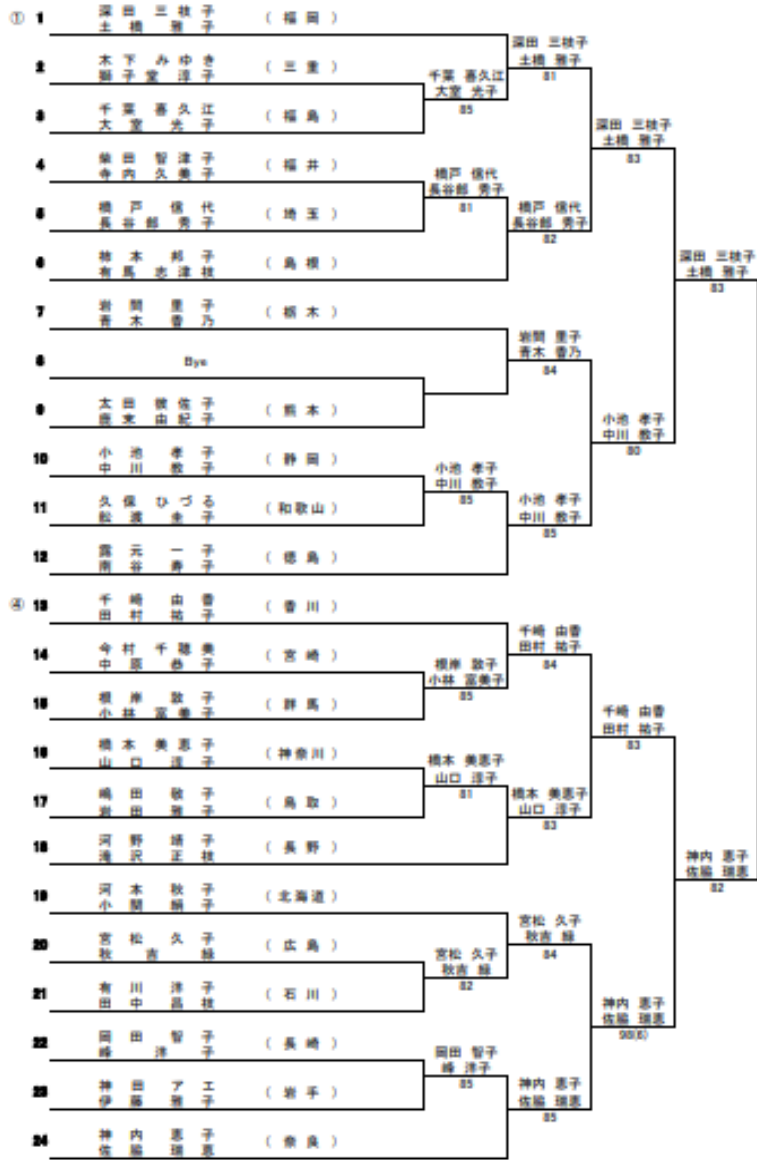 ① 1 深田 三枝子 (福岡)
土橋 雅子
2 木下 みゆき (三重)
獅子堂 淳子
3 千葉 喜久江 (福島)
大室 光子
4 柴田 智津子 (福井)
寺内 久美子
5 橋戸 信代 (埼玉)
長谷部 秀子
6 柿本 邦子 (島根)
有馬 志津枝
7 岩間 里子 (栃木)
青木 香乃
8 Bye
9 太田 (熊本)
鹿末 由紀子
10 小池 孝子 (静岡)
中川 教子
11 久保 ひづる (和歌山)
松渡 圭子
12 露元 一子 (徳島)
南谷 寿子
④ 13 千崎 由香 (香川)
田村 祐子
14 今村 千聴美 (宮崎)
中原 恭子
15 根岸 敦子 (群馬)
小林 富美子
16 橋本 美恵子 (神奈川)
山口 淳子
17 嶋田 敬子 (鳥取)
岩田 雅子
18 河野 靖子 (長野)
滝沢 正枝
19 河本 秋子 (北海道)
小関 絹子
20 宮松 久子 (広島)
秋吉 緑
21 有川 洋子 (石川)
田中 昌枝
22 岡田 智子 (長崎)
峰 洋子
23 神田 アエ (岩手)
伊藤 雅子
24 神内 恵子 (奈良)
佐脇 瑞恵
千葉 喜久江
大室 光子
85
橋戸 信代
長谷部 秀子
81
小池 孝子
中川 教子
85
根岸 敦子
小林 富美子
85
橋本 美恵子
山口 淳子
81
宮松 久子
秋吉 緑
82
岡田 智子
峰 洋子
85
深田 三枝子
土橋 雅子
81
橋戸 信代
長谷部 秀子
82
岩間 里子
青木 香乃
84
小池 孝子
中川 教子
85
千崎 由香
田村 祐子
84
橋本 美恵子
山口 淳子
83
宮松 久子
秋吉 緑
84
神内 恵子
佐脇 瑞恵
85
深田 三枝子
土橋 雅子
83
小池 孝子
中川 教子
80
千崎 由香
田村 祐子
83
神内 恵子
佐脇 瑞恵
98(6)
深田 三枝子
土橋 雅子
83
神内 恵子
佐脇 瑞恵
82